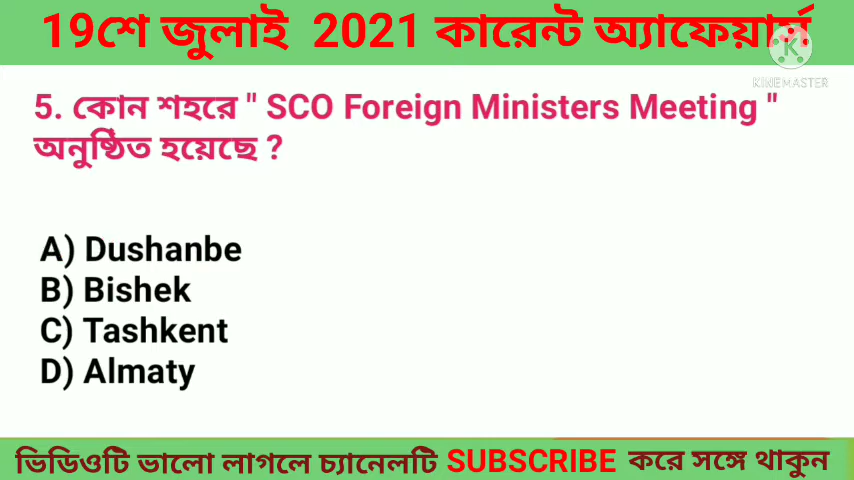 19শে জুলাই 2021 কারেন্ট অ্যাফেয়ার্স
KINEMASTER
5. কোন শহরে " SCO Foreign Ministers Meeting "
অনুষ্ঠিত হয়েছে ?
A) Dushanbe
B) Bishek
C) Tashkent
D) Almaty
ভিডিওটি ভালো লাগলে চ্যানেলটি SUBSCRIBE করে সঙ্গে থাকুন